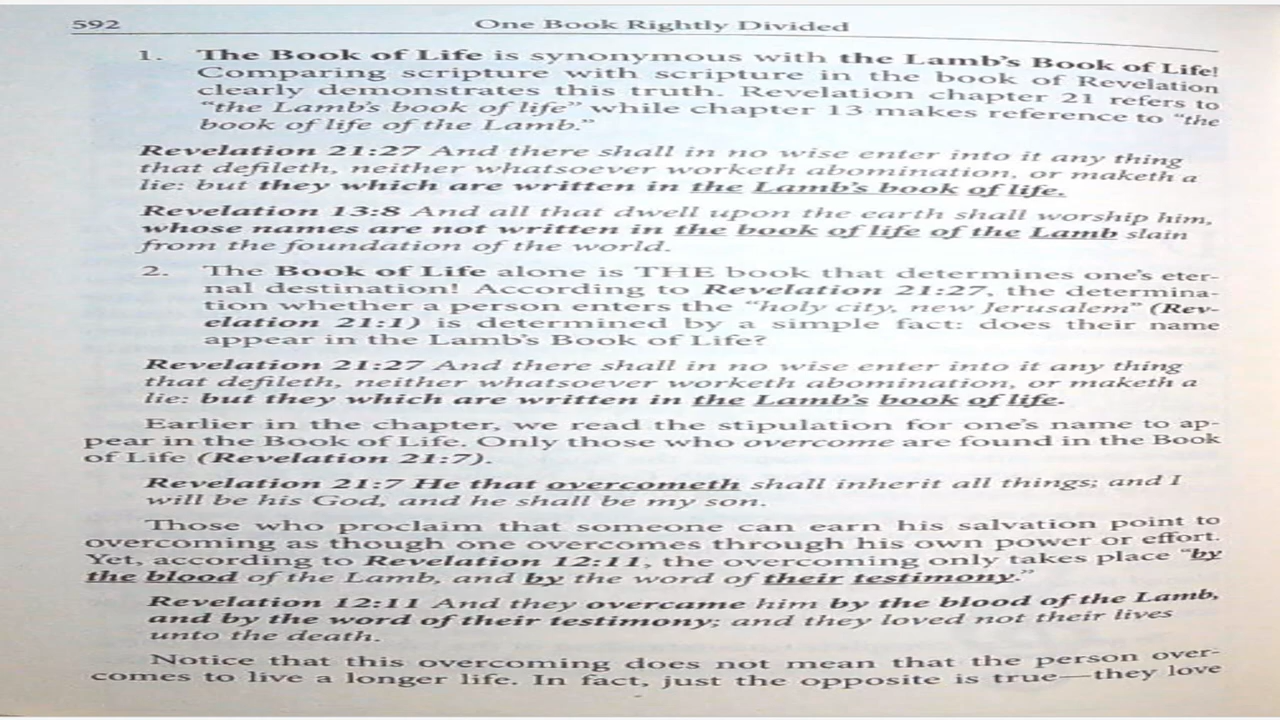 592 One Book Rightly Divided
1. The Book of Life is synonymous with the Lamb's Book of Life!
Comparing scripture with scripture in the book of Revelation
clearly demonstrates this truth. Revelation chapter 21 refers to
"the Lamb's book of life" while chapter 13 makes reference to "the
book of life of the Lamb."
Revelation 21:27 And there shall in no wise enter into it any thing
that defileth, neither whatsoever worketh abomination, or maketh a
lie: but they which are written in the Lamb's book of life.
Revelation 13:8 And all that dwell upon the earth shall worship him,
whose names are not written in the book of life of the Lamb slain
from the foundation of the world.
2. The Book of Life alone is THE book that determines one's eter-
nal destination! According to Revelation 21:27, the determina-
tion whether a person enters the "holy city, new Jerusalem" (Rev-
elation 21:1) is determined by a simple fact: does their name
appear in the Lamb's Book of Life?
Revelation 21:27 And there shall in no wise enter into it any thing
that defileth, neither whatsoever worketh abomination, or maketh a
lie: but they which are written in the Lamb's book of life.
Earlier in the chapter, we read the stipulation for one's name to ap-
pear in the Book of Life. Only those who overcome are found in the Book
of Life (Revelation 21:7).
Revelation 21:7 He that overcometh shall inherit all things; and I
will be his God, and he shall be my son.
Those who proclaim that someone can earn his salvation point to
overcoming as though one overcomes through his own power or effort.
Yet, according to Revelation 12:11, the overcoming only takes place "by
the blood of the Lamb, and by the word of their testimony."
Revelation 12:11 And they overcame him by the blood of the Lamb,
and by the word of their testimony; and they loved not their lives
unto the death.
Notice that this overcoming does not mean that the person over-
comes to live a longer life. In fact, just the opposite is true—they love